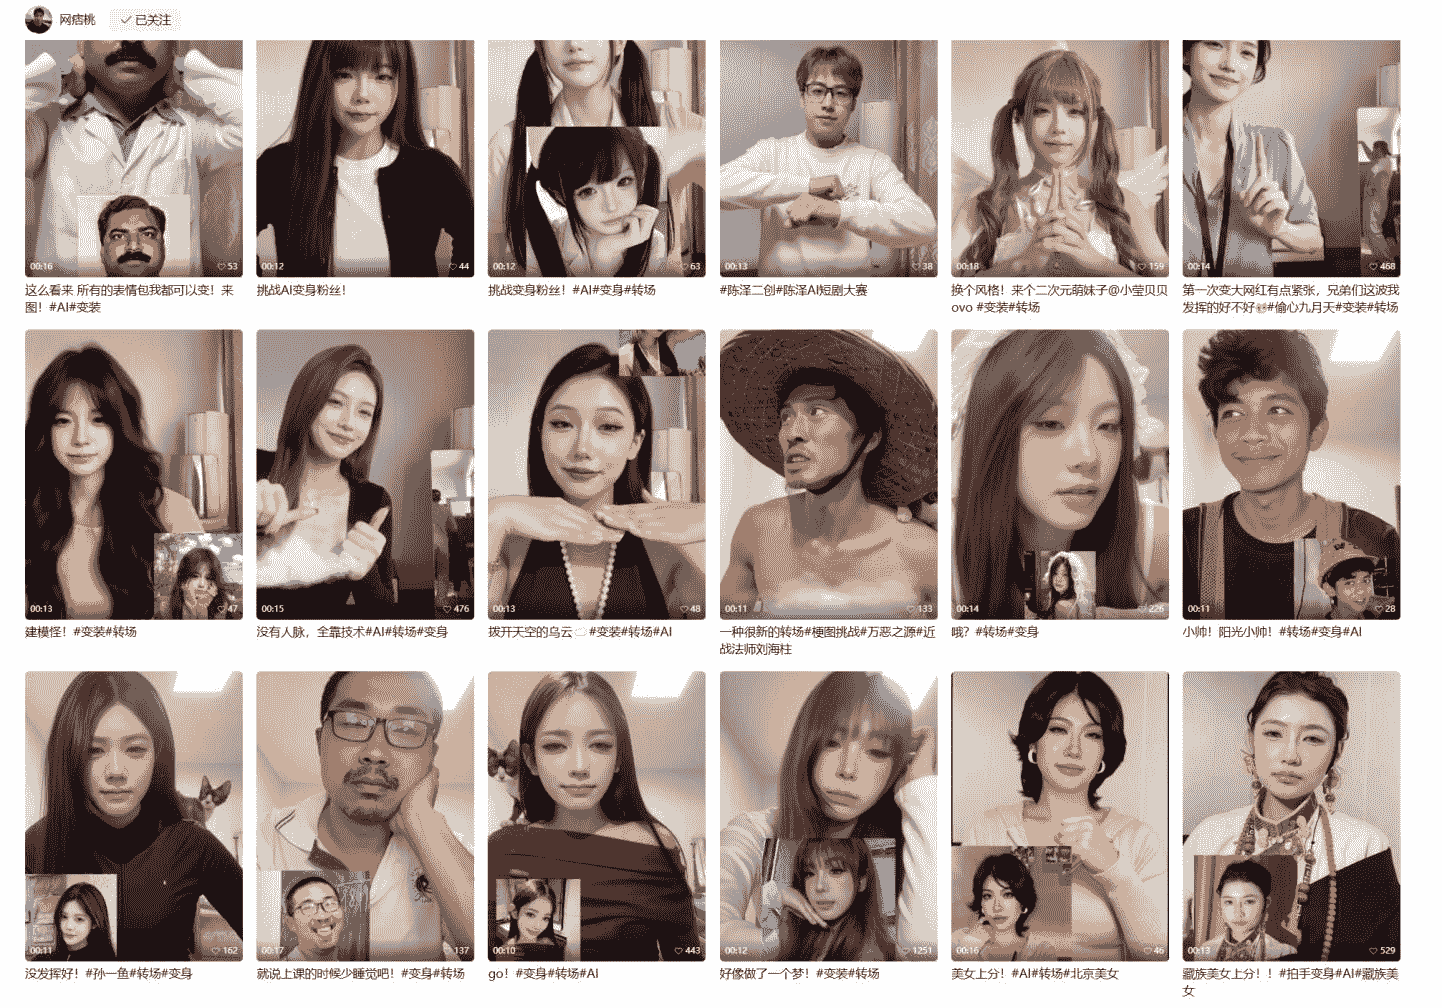 网痞桃 已关注
00:16 53
00:12 44
00:12 63
00:13 38
00:18 159
00:14 468
这么看来 所有的表情包我都可以变！来
图！#AI#变装
挑战AI变身粉丝！
挑战变身粉丝！#AI#变身#转场
#陈泽二创#陈泽AI短剧大赛
换个风格！来个二次元萌妹子@小莹贝贝
ovo #变装#转场
第一次变大网红有点紧张，兄弟们这波我
发挥的好不好#偷心九月天#变装#转场
00:13 47
00:15 476
00:13 48
00:11 133
00:14 226
00:11 28
建模怪！#变装#转场
没有人脉，全靠技术#AI#转场#变身
拨开天空的乌云☁️#变装#转场#AI
一种很新的转场#梗图挑战#万恶之源#近
战法师刘海柱
哦？#转场#变身
小帅！阳光小帅！#转场#变身#AI
00:11 162
00:17 137
00:10 443
00:12 1251
00:16 46
00:13 529
没发挥好！#孙一鱼#转场#变身
就说上课的时候少睡觉吧！#变身#转场
go！#变身#转场#AI
好像做了一个梦！#变装#转场
美女上分！#AI#转场#北京美女
藏族美女上分！！#拍手变身#AI#藏族美
女